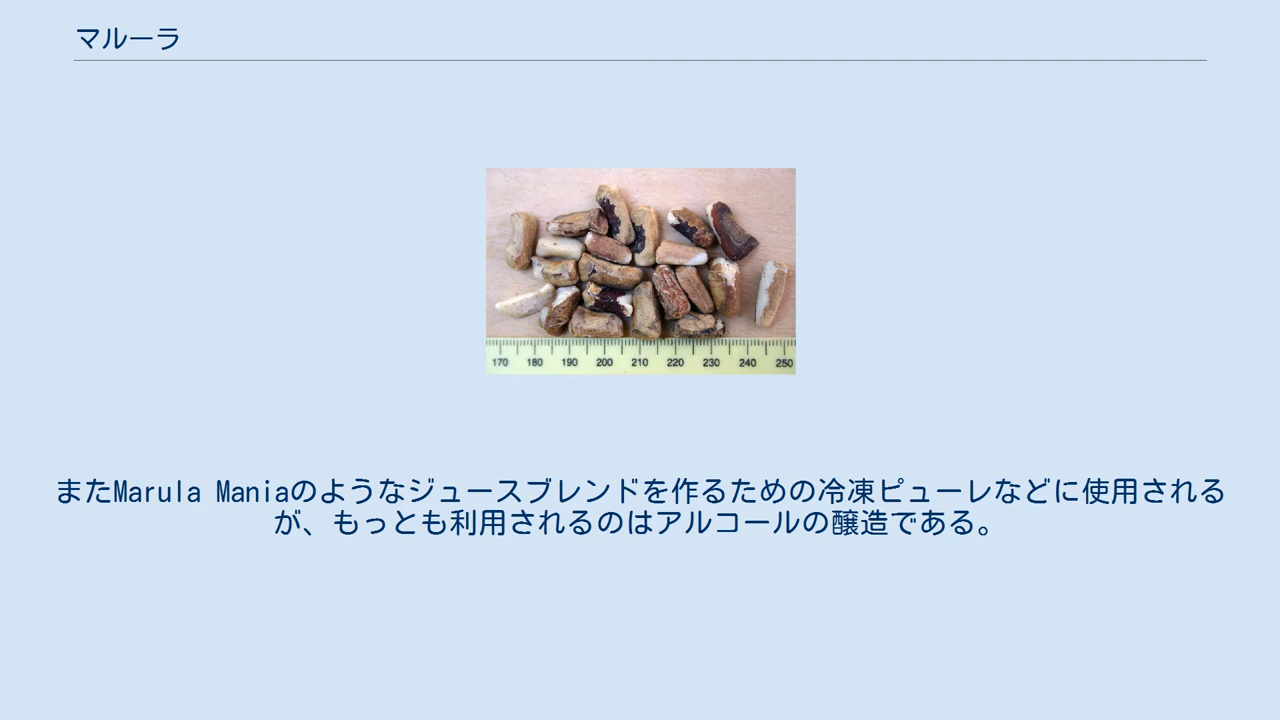 マルーラ
170 180 190 200 210 220 230 240 250
またMarula Maniaのようなジュースブレンドを作るための冷凍ピューレなどに使用される
が、もっとも利用されるのはアルコールの醸造である。